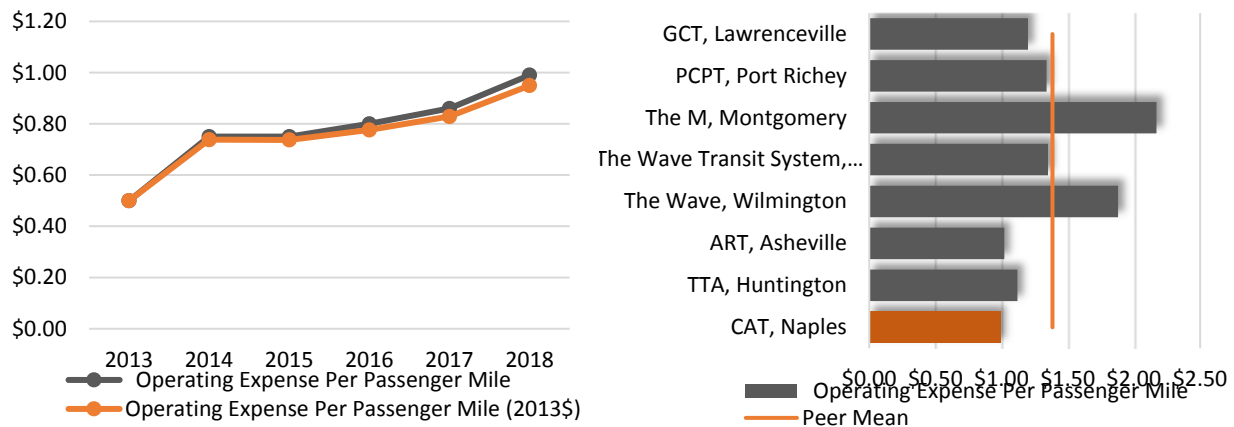 $1.20
$1.00
$0.80
$0.60
$0.40
$0.20
$0.00
2013 2014 2015 2016 2017 2018
Operating Expense Per Passenger Mile
Operating Expense Per Passenger Mile (2013$)
GCT, Lawrenceville
PCPT, Port Richey
The M, Montgomery
The Wave Transit System,...
The Wave, Wilmington
ART, Asheville
TTA, Huntington
CAT, Naples
$0.00 $0.50 $1.00 $1.50 $2.00 $2.50
Operating Expense Per Passenger Mile
Peer Mean